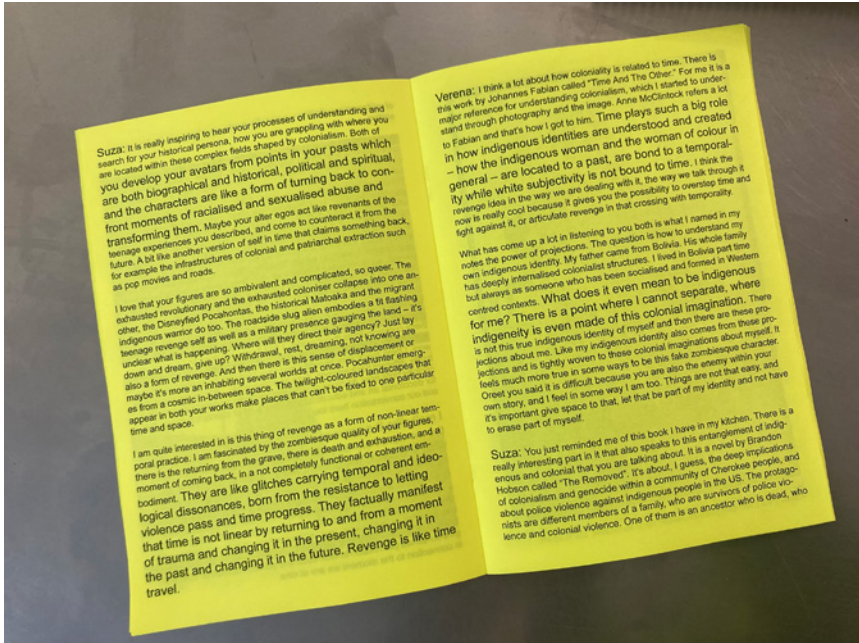 Suza: It is really inspiring to hear your processes of understanding and
search for your historical persona, how you are grappling with where you
are located within these complex fields shaped by colonialism. Both of
you develop your avatars from points in your pasts which
are both biographical and historical, political and spiritual,
and the characters are like a form of turning back to con-
front moments of racialised and sexualised abuse and
transforming them. Maybe your alter egos act like revenants of the
teenage experiences you described, and come to counteract it from the
future. A bit like another version of self in time that claims something back,
for example the infrastructures of colonial and patriarchal extraction such
as pop movies and roads.
I love that your figures are so ambivalent and complicated, so queer. The
exhausted revolutionary and the exhausted coloniser collapse into one an-
other, the Disneyfied Pocahontas, the historical Matoaka and the migrant
indigenous warrior do too. The roadside slug alien embodies a tit flashing
teenage revenge self as well as a military presence gauging the land – it's
unclear what is happening. Where will they direct their agency? Just lay
down and dream, give up? Withdrawal, rest, dreaming, not knowing are
also a form of revenge. And then there is this sense of displacement or
maybe it's more an inhabiting several worlds at once. Pocahunter emerg-
es from a cosmic in-between space. The twilight-coloured landscapes that
appear in both your works make places that can't be fixed to one particular
time and space.
I am quite interested in is this thing of revenge as a form of non-linear tem-
poral practice. I am fascinated by the zombiesque quality of your figures,
there is the returning from the grave, there is death and exhaustion, and a
moment of coming back, in a not completely functional or coherent em-
bodiment. They are like glitches carrying temporal and ideo-
logical dissonances, born from the resistance to letting
violence pass and time progress. They factually manifest
that time is not linear by returning to and from a moment
of trauma and changing it in the present, changing it in
the past and changing it in the future. Revenge is like time
travel.
Verena: I think a lot about how coloniality is related to time. There is
this work by Johannes Fabian called "Time And The Other." For me it is a
major reference for understanding colonialism, which I started to under-
stand through photography and the image. Anne McClintock refers a lot
to Fabian and that's how I got to him. Time plays such a big role
in how indigenous identities are understood and created
– how the indigenous woman and the woman of colour in
general – are located to a past, are bond to a temporal-
ity while white subjectivity is not bound to time. I think the
revenge idea in the way we are dealing with it, the way we talk through it
now is really cool because it gives you the possibility to overstep time and
fight against it, or articulate revenge in that crossing with temporality.
What has come up a lot in listening to you both is what I named in my
notes the power of projections. The question is how to understand my
own indigenous identity. My father came from Bolivia. His whole family
has deeply internalised colonialist structures. I lived in Bolivia part time
but always as someone who has been socialised and formed in Western
centred contexts. What does it even mean to be indigenous
for me? There is a point where I cannot separate, where
indigeneity is even made of this colonial imagination. There
is not this true indigenous identity of myself and then there are these pro-
jections about me. Like my indigenous identity also comes from these pro-
jections and is tightly woven to these colonial imaginations about myself. It
feels much more true in some ways to be this fake zombiesque character.
Oreet you said it is difficult because you are also the enemy within your
own story, and I feel in some way I am too. Things are not that easy, and
it's important give space to that, let that be part of my identity and not have
to erase part of myself.
Suza: You just reminded me of this book I have in my kitchen. There is a
really interesting part in it that also speaks to this entanglement of indig-
enous and colonial that you are talking about. It is a novel by Brandon
Hobson called "The Removed". It's about, I guess, the deep implications
of colonialism and genocide within a community of Cherokee people, and
about police violence against indigenous people in the US. The protago-
nists are different members of a family, who are survivors of police vio-
lence and colonial violence. One of them is an ancestor who is dead, who